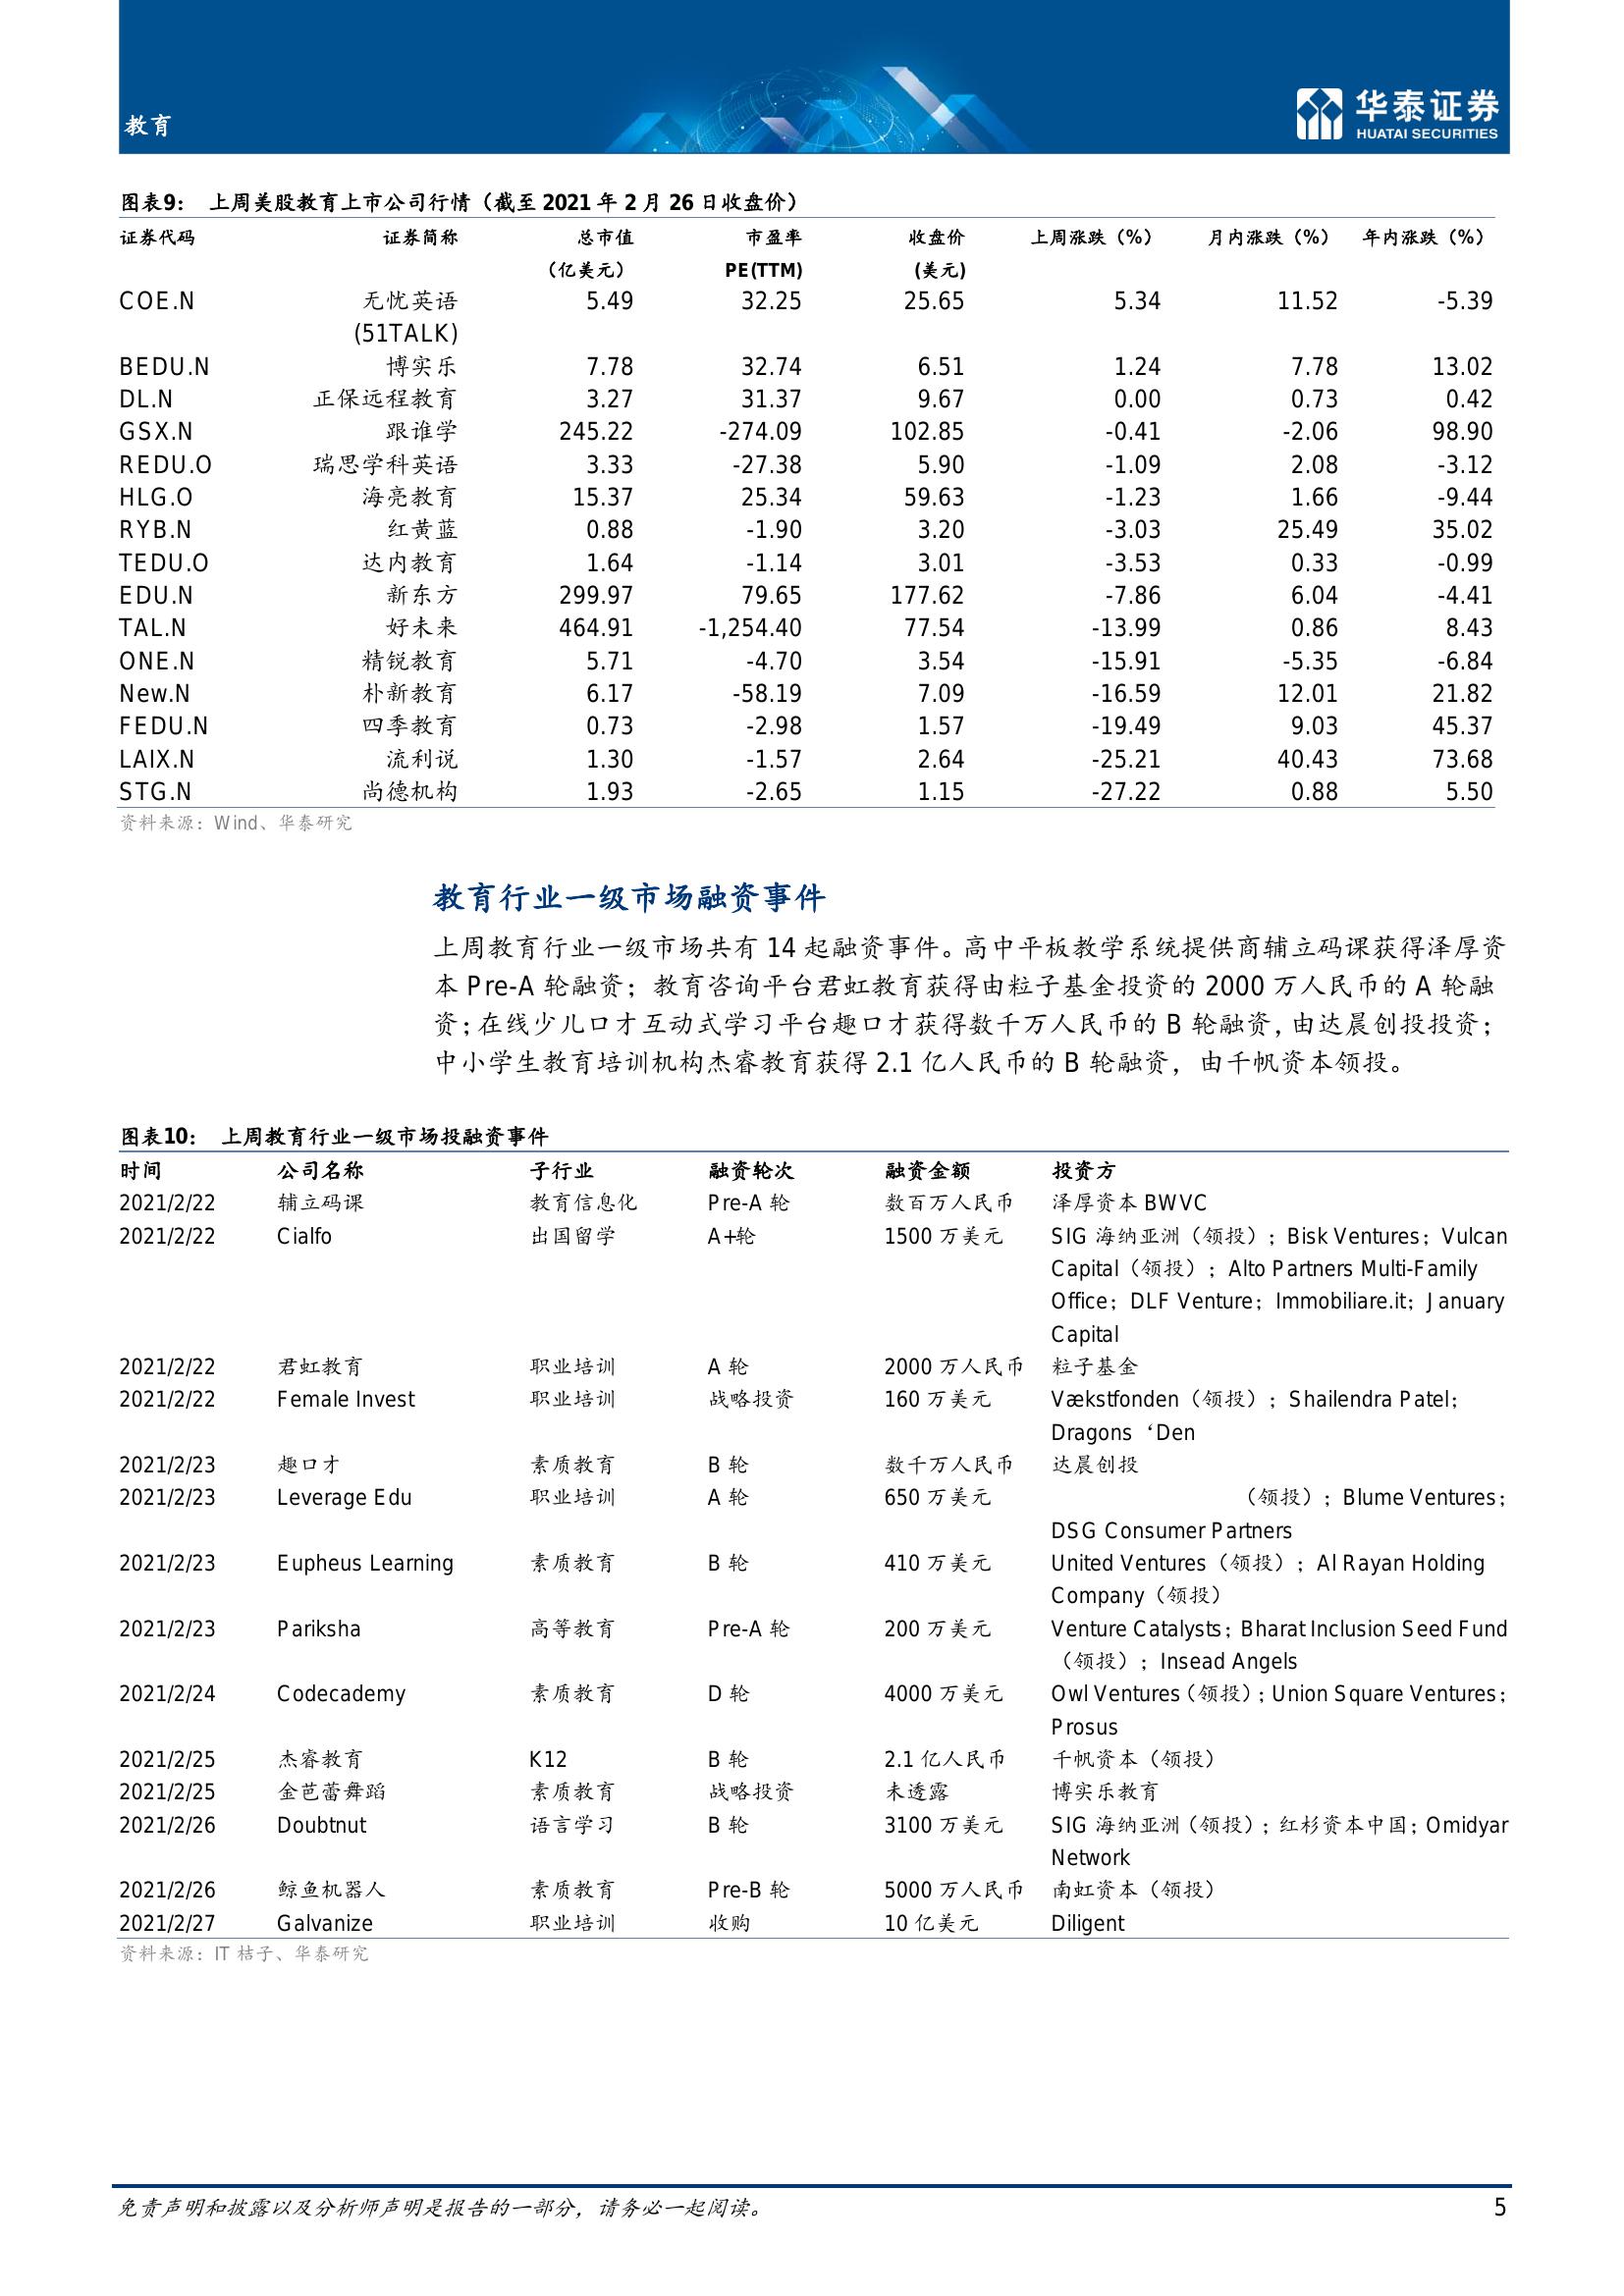 教育
华泰证券
HUATAI SECURITIES
图表9： 上周美股教育上市公司行情（截至 2021 年 2 月 26 日收盘价）
证券代码 证券简称 总市值 市盈率 收盘价 上周涨跌（%） 月内涨跌（%） 年内涨跌（%）
（亿美元） PE(TTM) (美元)
COE.N 无忧英语 5.49 32.25 25.65 5.34 11.52 -5.39
(51TALK)
BEDU.N 博实乐 7.78 32.74 6.51 1.24 7.78 13.02
DL.N 正保远程教育 3.27 31.37 9.67 0.00 0.73 0.42
GSX.N 跟谁学 245.22 -274.09 102.85 -0.41 -2.06 98.90
REDU.O 瑞思学科英语 3.33 -27.38 5.90 -1.09 2.08 -3.12
HLG.O 海亮教育 15.37 25.34 59.63 -1.23 1.66 -9.44
RYB.N 红黄蓝 0.88 -1.90 3.20 -3.03 25.49 35.02
TEDU.O 达内教育 1.64 -1.14 3.01 -3.53 0.33 -0.99
EDU.N 新东方 299.97 79.65 177.62 -7.86 6.04 -4.41
TAL.N 好未来 464.91 -1,254.40 77.54 -13.99 0.86 8.43
ONE.N 精锐教育 5.71 -4.70 3.54 -15.91 -5.35 -6.84
New.N 朴新教育 6.17 -58.19 7.09 -16.59 12.01 21.82
FEDU.N 四季教育 0.73 -2.98 1.57 -19.49 9.03 45.37
LAIX.N 流利说 1.30 -1.57 2.64 -25.21 40.43 73.68
STG.N 尚德机构 1.93 -2.65 1.15 -27.22 0.88 5.50
资料来源：Wind、华泰研究
教育行业一级市场融资事件
上周教育行业一级市场共有 14 起融资事件。高中平板教学系统提供商辅立码课获得泽厚资
本 Pre-A 轮融资；教育咨询平台君虹教育获得由粒子基金投资的 2000 万人民币的 A 轮融
资；在线少儿口才互动式学习平台趣口才获得数千万人民币的 B 轮融资，由达晨创投投资；
中小学生教育培训机构杰睿教育获得 2.1 亿人民币的 B 轮融资，由千帆资本领投。
图表10： 上周教育行业一级市场投融资事件
时间 公司名称 子行业 融资轮次 融资金额 投资方
2021/2/22 辅立码课 教育信息化 Pre-A 轮 数百万人民币 泽厚资本 BWVC
2021/2/22 Cialfo 出国留学 A+轮 1500 万美元 SIG 海纳亚洲（领投）；Bisk Ventures；Vulcan
Capital（领投）；Alto Partners Multi-Family
Office；DLF Venture；Immobiliare.it；January
Capital
2021/2/22 君虹教育 职业培训 A 轮 2000 万人民币 粒子基金
2021/2/22 Female Invest 职业培训 战略投资 160 万美元 Vækstfonden（领投）；Shailendra Patel；
Dragons ‘Den
2021/2/23 趣口才 素质教育 B 轮 数千万人民币 达晨创投
2021/2/23 Leverage Edu 职业培训 A 轮 650 万美元 （领投）；Blume Ventures；
DSG Consumer Partners
2021/2/23 Eupheus Learning 素质教育 B 轮 410 万美元 United Ventures（领投）；Al Rayan Holding
Company（领投）
2021/2/23 Pariksha 高等教育 Pre-A 轮 200 万美元 Venture Catalysts；Bharat Inclusion Seed Fund
（领投）；Insead Angels
2021/2/24 Codecademy 素质教育 D 轮 4000 万美元 Owl Ventures（领投）；Union Square Ventures；
Prosus
2021/2/25 杰睿教育 K12 B 轮 2.1 亿人民币 千帆资本（领投）
2021/2/25 金芭蕾舞蹈 素质教育 战略投资 未透露 博实乐教育
2021/2/26 Doubtnut 语言学习 B 轮 3100 万美元 SIG 海纳亚洲（领投）；红杉资本中国；Omidyar
Network
2021/2/26 鲸鱼机器人 素质教育 Pre-B 轮 5000 万人民币 南虹资本（领投）
2021/2/27 Galvanize 职业培训 收购 10 亿美元 Diligent
资料来源：IT 桔子、华泰研究
免责声明和披露以及分析师声明是报告的一部分，请务必一起阅读。 5